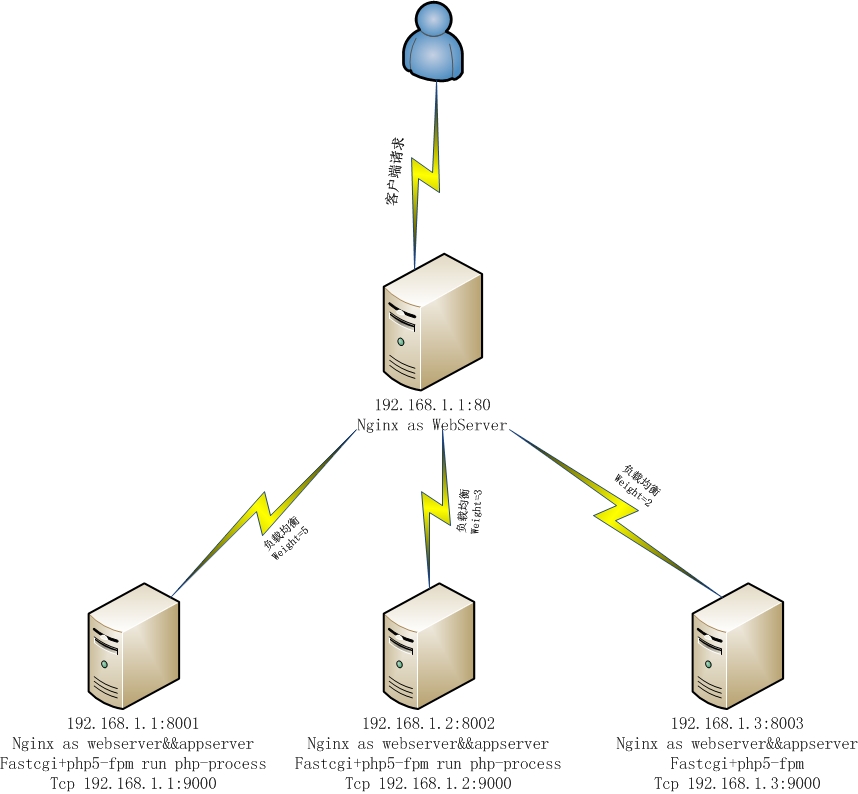 客户端请求
192.168.1.1:80
Nginx as WebServer
负载均衡
Weight=5
负载均衡
Weight=3
负载均衡
Weight=2
192.168.1.1:8001
Nginx as webserver&&appserver
Fastcgi+php5-fpm run php-process
Tcp 192.168.1.1:9000
192.168.1.2:8002
Nginx as webserver&&appserver
Fastcgi+php5-fpm run php-process
Tcp 192.168.1.2:9000
192.168.1.3:8003
Nginx as webserver&&appserver
Fastcgi+php5-fpm
Tcp 192.168.1.3:9000